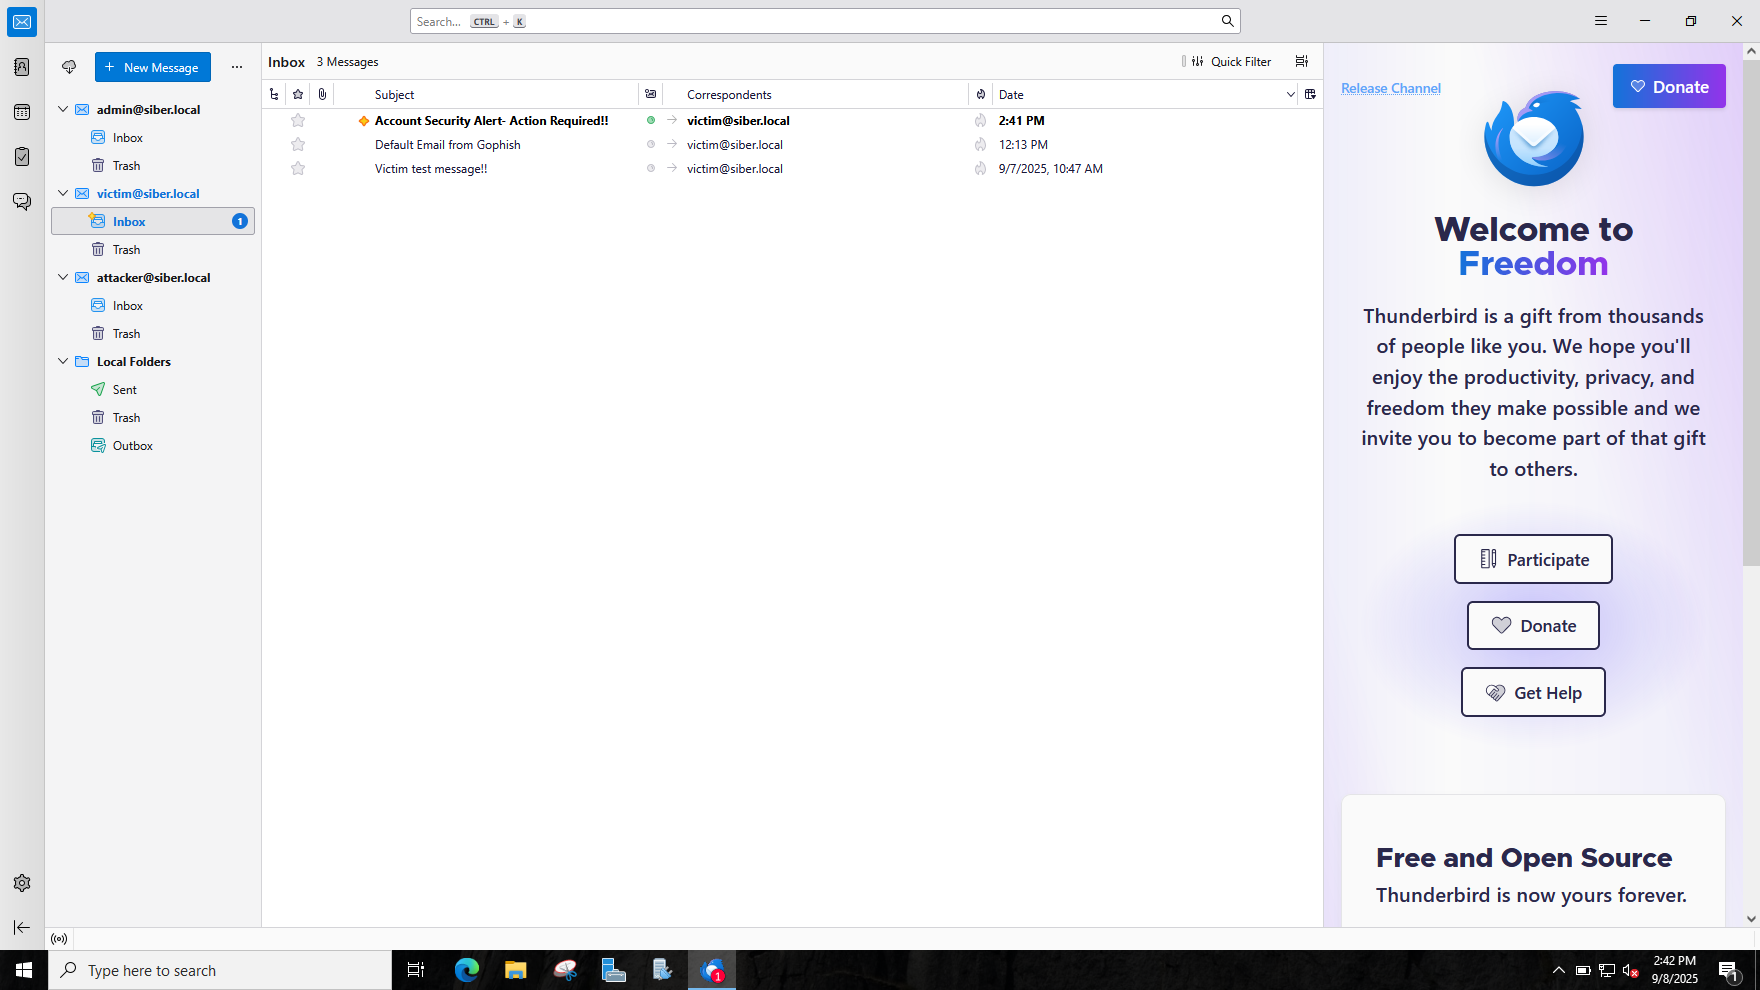 Search... CTRL + K
New Message
Inbox 3 Messages Quick Filter
Subject Correspondents Date
admin@siber.local
Inbox
Trash
victim@siber.local
Inbox 1
Trash
attacker@siber.local
Inbox
Trash
Local Folders
Sent
Trash
Outbox
Account Security Alert- Action Required!! victim@siber.local 2:41 PM
Default Email from Gophish victim@siber.local 12:13 PM
Victim test message!! victim@siber.local 9/7/2025, 10:47 AM
Release Channel
Donate
Welcome to
Freedom
Thunderbird is a gift from thousands
of people like you. We hope you'll
enjoy the productivity, privacy, and
freedom they make possible and we
invite you to become part of that gift
to others.
Participate
Donate
Get Help
Free and Open Source
Thunderbird is now yours forever.
Type here to search
1
2:42 PM
9/8/2025
1